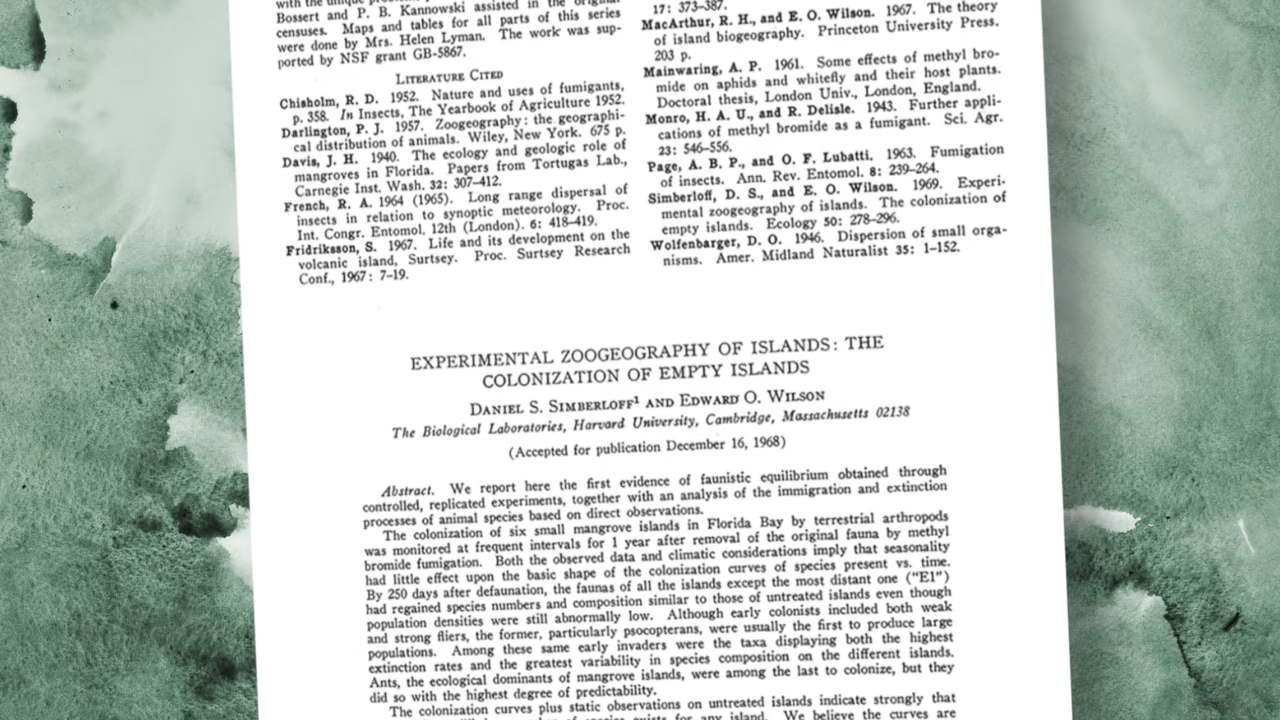 with the unique
Bossert and P. B. Kannowski assisted in the original
censuses. Maps and tables for all parts of this series
were done by Mrs. Helen Lyman. The work was sup-
ported by NSF grant GB-5867.
LITERATURE CITED
Chisholm, R. D. 1952. Nature and uses of fumigants,
p. 358. In Insects, The Yearbook of Agriculture 1952.
Darlington, P. J. 1957. Zoogeography: the geographi-
cal distribution of animals. Wiley, New York. 675 p.
Davis, J. H. 1940. The ecology and geologic role of
mangroves in Florida. Papers from Tortugas Lab.,
Carnegie Inst. Wash. 32: 307-412.
French, R. A. 1964 (1965). Long range dispersal of
insects in relation to synoptic meteorology. Proc.
Int. Congr. Entomol. 12th (London). 6: 418-419.
Fridriksson, S. 1967. Life and its development on the
volcanic island, Surtsey. Proc. Surtsey Research
Conf., 1967: 7-19.
17: 373-387.
MacArthur, R. H., and E. O. Wilson. 1967. The theory
of island biogeography. Princeton University Press.
203 p.
Mainwaring, A. P. 1961. Some effects of methyl bro-
mide on aphids and whitefly and their host plants.
Doctoral thesis, London Univ., London, England.
Monro, H. A. U., and R. Delisle. 1943. Further appli-
cations of methyl bromide as a fumigant. Sci. Agr.
23: 546-556.
Page, A. B. P., and O. F. Lubatti. 1963. Fumigation
of insects. Ann. Rev. Entomol. 8: 239-264.
Simberloff, D. S., and E. O. Wilson. 1969. Experi-
mental zoogeography of islands. The colonization of
empty islands. Ecology 50: 278-296.
Wolfenbarger, D. O. 1946. Dispersion of small orga-
nisms. Amer. Midland Naturalist 35: 1-152.
EXPERIMENTAL ZOOGEOGRAPHY OF ISLANDS: THE
COLONIZATION OF EMPTY ISLANDS
DANIEL S. SIMBERLOFF¹ AND EDWARD O. WILSON
The Biological Laboratories, Harvard University, Cambridge, Massachusetts 02138
(Accepted for publication December 16, 1968)
Abstract. We report here the first evidence of faunistic equilibrium obtained through
controlled, replicated experiments, together with an analysis of the immigration and extinction
processes of animal species based on direct observations.
The colonization of six small mangrove islands in Florida Bay by terrestrial arthropods
was monitored at frequent intervals for 1 year after removal of the original fauna by methyl
bromide fumigation. Both the observed data and climatic considerations imply that seasonality
had little effect upon the basic shape of the colonization curves of species present vs. time.
By 250 days after defaunation, the faunas of all the islands except the most distant one ("E1")
had regained species numbers and composition similar to those of untreated islands even though
population densities were still abnormally low. Although early colonists included both weak
and strong fliers, the former, particularly psocopterans, were usually the first to produce large
populations. Among these same early invaders were the taxa displaying both the highest
extinction rates and the greatest variability in species composition on the different islands.
Ants, the ecological dominants of mangrove islands, were among the last to colonize, but they
did so with the highest degree of predictability.
The colonization curves plus static observations on untreated islands indicate strongly that
of species exists for any island. We believe the curves are